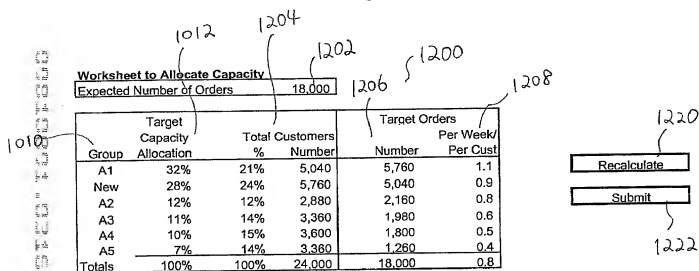 1204
1012
1202
1200
Worksheet to Allocate Capacity
Expected Number of Orders 18,000
1206
1208
1010
Target Target Orders
Capacity Total Customers Per Week/
Group Allocation % Number Number Per Cust
A1 32% 21% 5,040 5,760 1.1
New 28% 24% 5,760 5,040 0.9
A2 12% 12% 2,880 2,160 0.8
A3 11% 14% 3,360 1,980 0.6
A4 10% 15% 3,600 1,800 0.5
A5 7% 14% 3,360 1,260 0.4
Totals 100% 100% 24,000 18,000 0.8
1220
Recalculate
Submit
1222